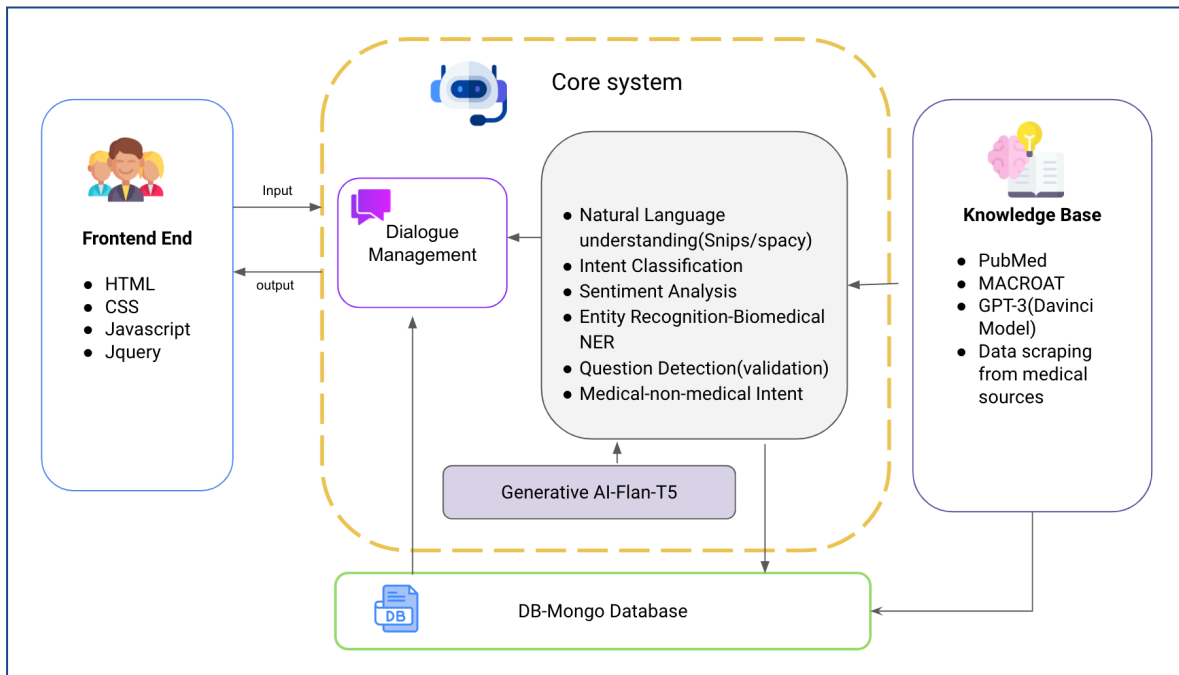 Core system
Input
output
Frontend End
● HTML
● CSS
● Javascript
● Jquery
Dialogue
Management
● Natural Language
understanding(Snips/spacy)
● Intent Classification
● Sentiment Analysis
● Entity Recognition-Biomedical
NER
● Question Detection(validation)
● Medical-non-medical Intent
Generative AI-Flan-T5
Knowledge Base
● PubMed
● MACROAT
● GPT-3(Davinci
Model)
● Data scraping
from medical
sources
DB
DB-Mongo Database